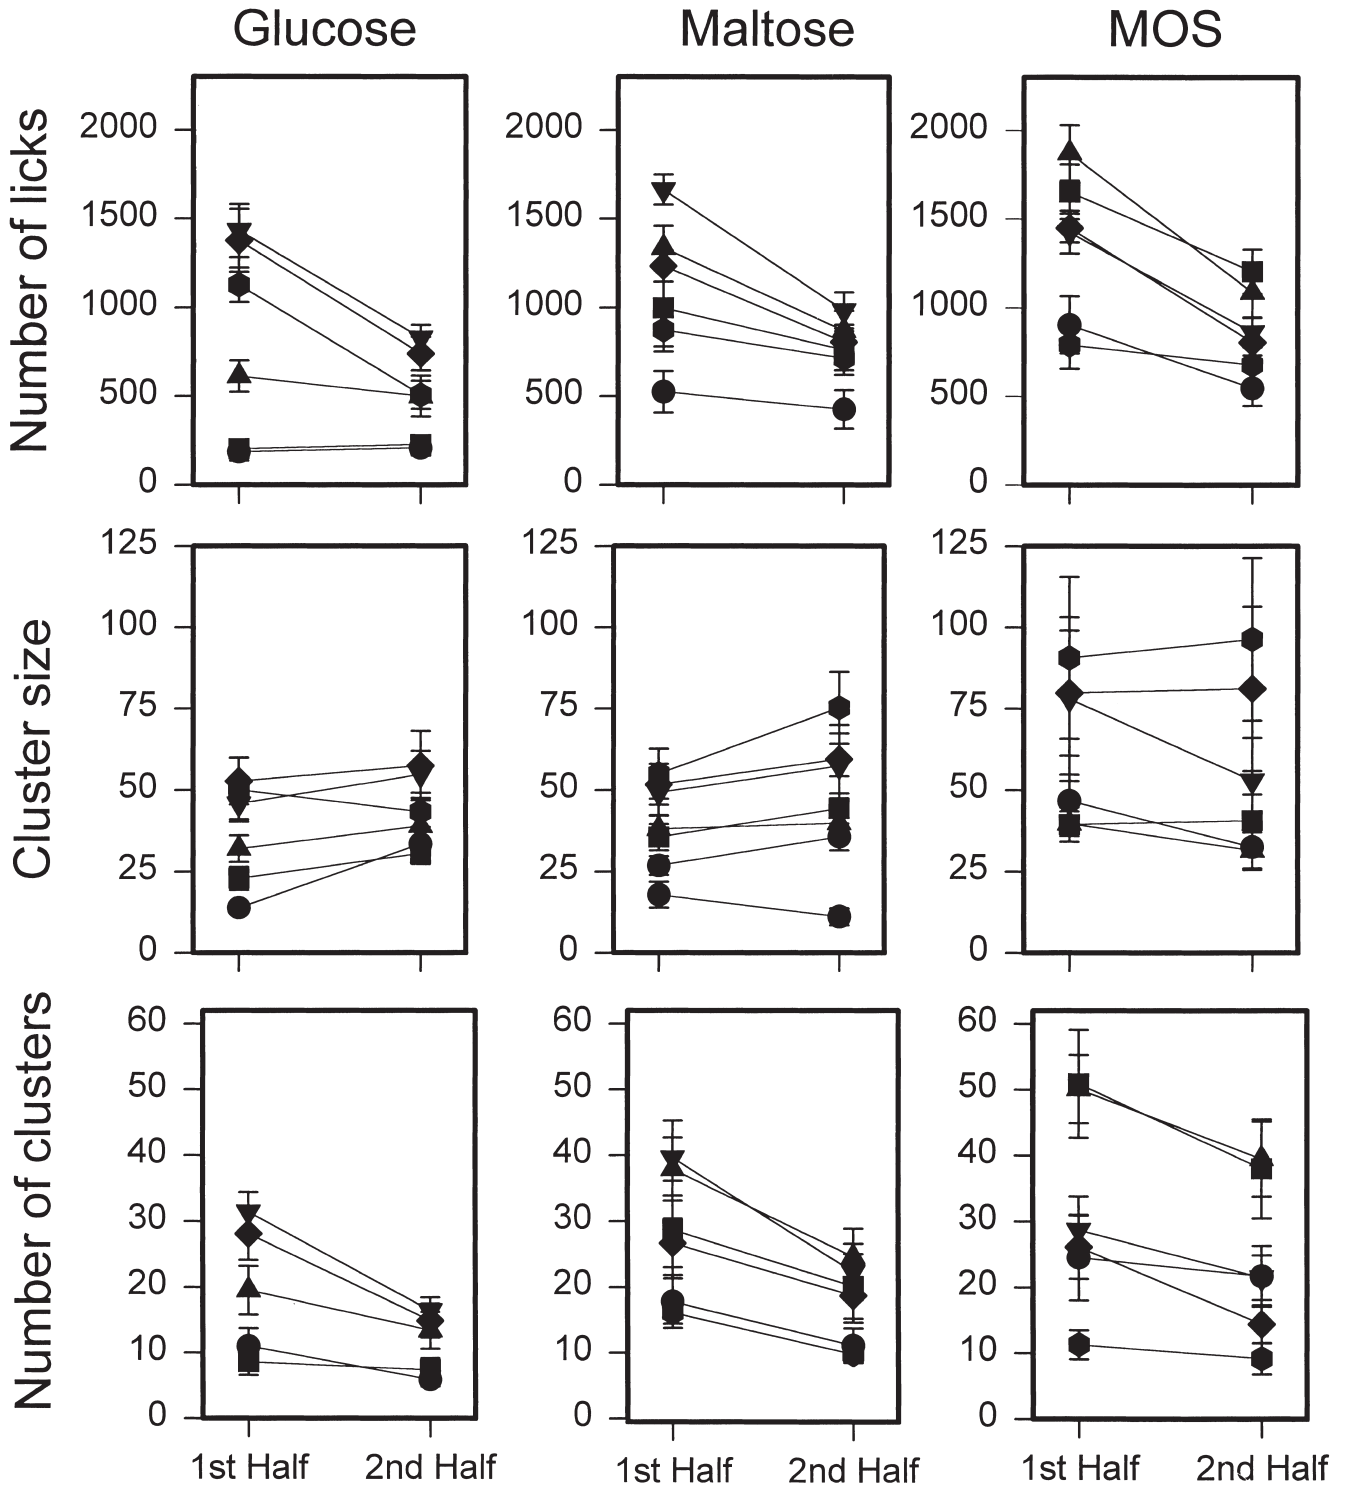 Glucose Maltose MOS
Number of licks
2000 2000 2000
1500 1500 1500
1000 1000 1000
500 500 500
0 0 0
Cluster size
125 125 125
100 100 100
75 75 75
50 50 50
25 25 25
0 0 0
Number of clusters
60 60 60
50 50 50
40 40 40
30 30 30
20 20 20
10 10 10
0 0 0
1st Half 2nd Half 1st Half 2nd Half 1st Half 2nd Half